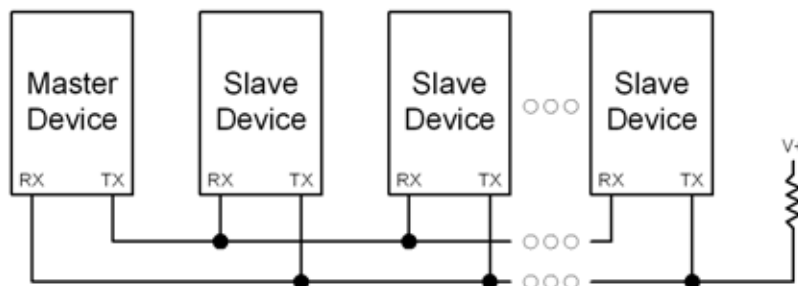 Master
Device
Slave
Device
Slave
Device
Slave
Device
V+
RX TX
RX TX
RX TX
RX TX